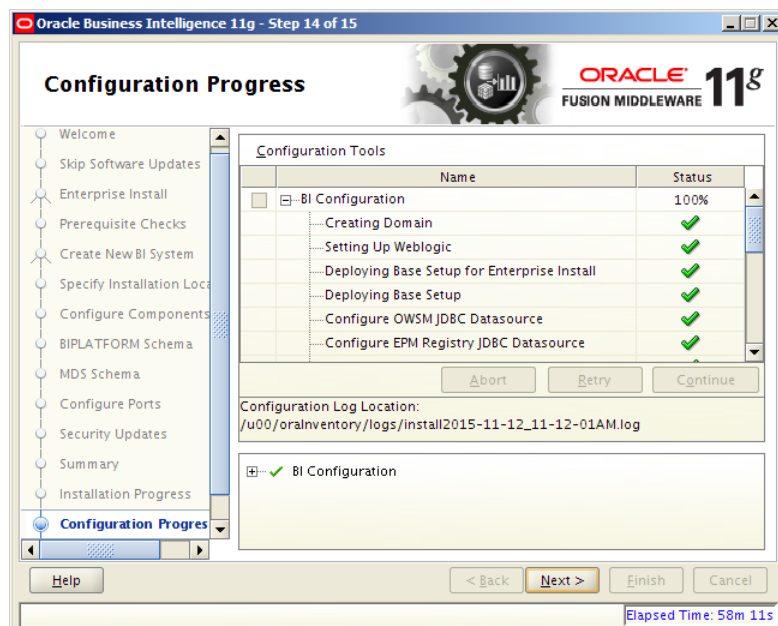 Oracle Business Intelligence 11g - Step 14 of 15
Configuration Progress
ORACLE
FUSION MIDDLEWARE 11g
Welcome
Skip Software Updates
Enterprise Install
Prerequisite Checks
Create New BI System
Specify Installation Loca
Configure Components
BIPLATFORM Schema
MDS Schema
Configure Ports
Security Updates
Summary
Installation Progress
Configuration Progres
Configuration Tools
Name Status
BI Configuration 100%
Creating Domain
Setting Up Weblogic
Deploying Base Setup for Enterprise Install
Deploying Base Setup
Configure OWSM JDBC Datasource
Configure EPM Registry JDBC Datasource
Abort Retry Continue
Configuration Log Location:
/u00/oraInventory/logs/install2015-11-12_11-12-01AM.log
BI Configuration
Help < Back Next > Finish Cancel
Elapsed Time: 58m 11s